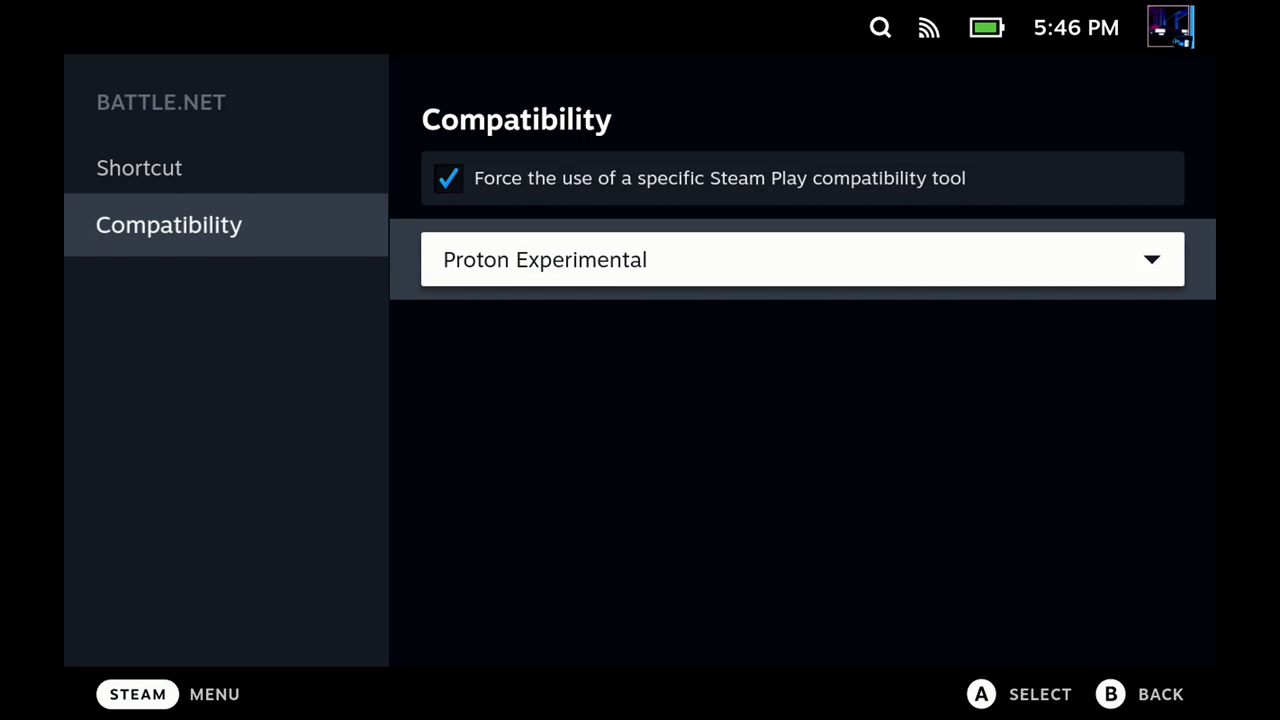 5:46 PM
BATTLE.NET
Shortcut
Compatibility
Compatibility
Force the use of a specific Steam Play compatibility tool
Proton Experimental
STEAM MENU
A SELECT B BACK